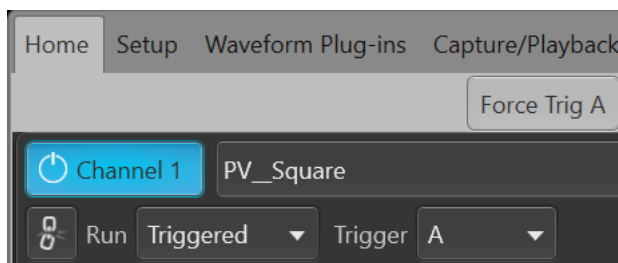 Home Setup Waveform Plug-ins Capture/Playback
Force Trig A
Channel 1 PV__Square
Run Triggered Trigger A